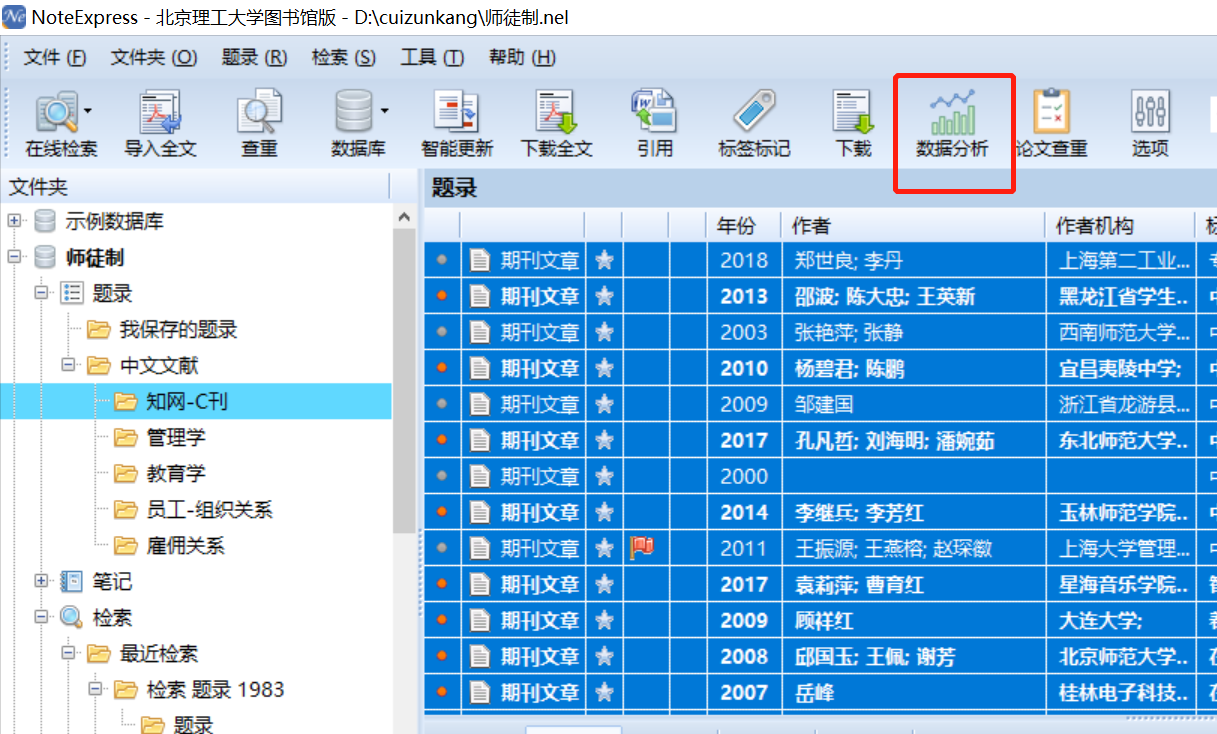 NoteExpress - 北京理工大学图书馆版 - D:\cuizunkang\师徒制.nel
文件 (F) 文件夹 (O) 题录 (R) 检索 (S) 工具 (T) 帮助 (H)
在线检索 导入全文 查重 数据库 智能更新 下载全文 引用 标签标记 下载 数据分析 论文查重 选项
文件夹
示例数据库
师徒制
题录
我保存的题录
中文文献
知网-C刊
管理学
教育学
员工-组织关系
雇佣关系
笔记
检索
最近检索
检索 题录 1983
题录
题录
年份 作者 作者机构
期刊文章 2018 郑世良; 李丹 上海第二工业...
期刊文章 2013 邵波; 陈大忠; 王英新 黑龙江省学生..
期刊文章 2003 张艳萍; 张静 西南师范大学...
期刊文章 2010 杨碧君; 陈鹏 宜昌夷陵中学;
期刊文章 2009 邹建国 浙江省龙游县...
期刊文章 2017 孔凡哲; 刘海明; 潘婉茹 东北师范大学..
期刊文章 2000
期刊文章 2014 李继兵; 李芳红 玉林师范学院..
期刊文章 2011 王振源; 王燕榕; 赵琛徽 上海大学管理...
期刊文章 2017 袁莉萍; 曹育红 星海音乐学院..
期刊文章 2009 顾祥红 大连大学;
期刊文章 2008 邱国玉; 王佩; 谢芳 北京师范大学..
期刊文章 2007 岳峰 桂林电子科技..